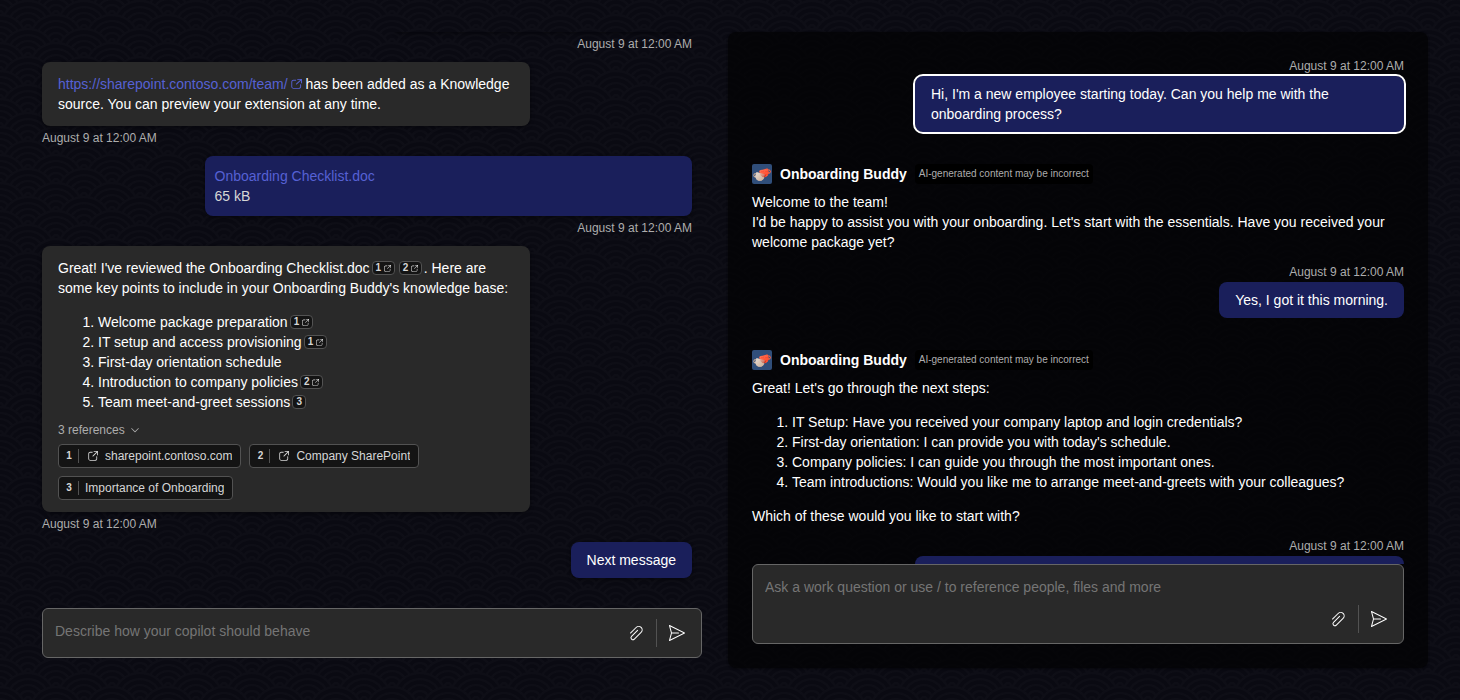 August 9 at 12:00 AM
https://sharepoint.contoso.com/team/ has been added as a Knowledge
source. You can preview your extension at any time.
August 9 at 12:00 AM
Onboarding Checklist.doc
65 kB
August 9 at 12:00 AM
Great! I've reviewed the Onboarding Checklist.doc 1 2 . Here are
some key points to include in your Onboarding Buddy's knowledge base:
1. Welcome package preparation 1
2. IT setup and access provisioning 1
3. First-day orientation schedule
4. Introduction to company policies 2
5. Team meet-and-greet sessions 3
3 references
1 sharepoint.contoso.com 2 Company SharePoint
3 Importance of Onboarding
August 9 at 12:00 AM
Next message
Describe how your copilot should behave
August 9 at 12:00 AM
Hi, I'm a new employee starting today. Can you help me with the
onboarding process?
Onboarding Buddy AI-generated content may be incorrect
Welcome to the team!
I'd be happy to assist you with your onboarding. Let's start with the essentials. Have you received your
welcome package yet?
August 9 at 12:00 AM
Yes, I got it this morning.
Onboarding Buddy AI-generated content may be incorrect
Great! Let's go through the next steps:
1. IT Setup: Have you received your company laptop and login credentials?
2. First-day orientation: I can provide you with today's schedule.
3. Company policies: I can guide you through the most important ones.
4. Team introductions: Would you like me to arrange meet-and-greets with your colleagues?
Which of these would you like to start with?
August 9 at 12:00 AM
Ask a work question or use / to reference people, files and more